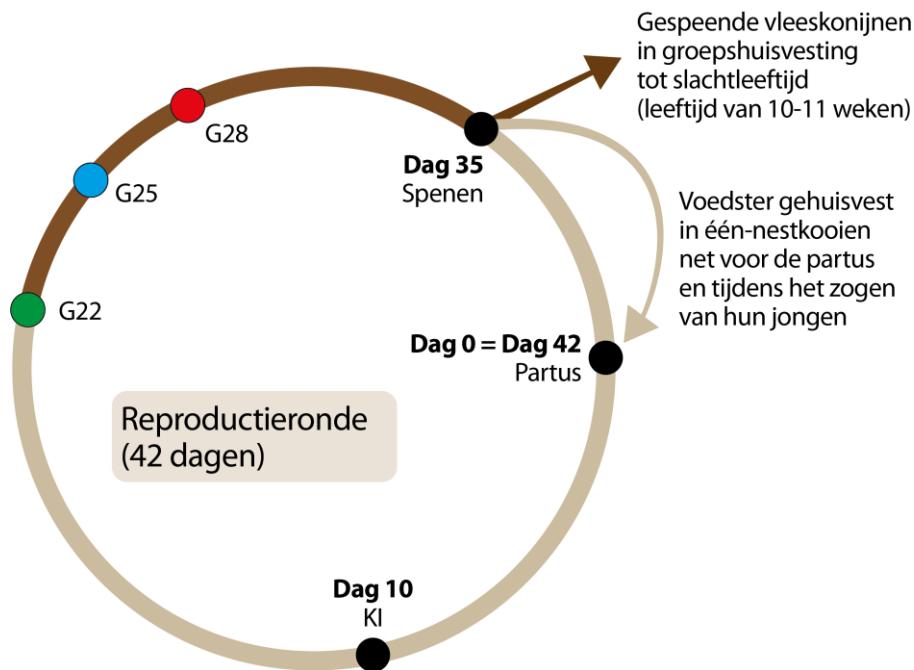 Gespeende vleeskonijnen
in groepshuisvesting
tot slachtleeftijd
(leeftijd van 10-11 weken)
G28
Dag 35
Spenen
G25
Voedster gehuisvest
in één-nestkooien
net voor de partus
en tijdens het zogen
van hun jongen
G22
Dag 0 = Dag 42
Partus
Reproductieronde
(42 dagen)
Dag 10
KI